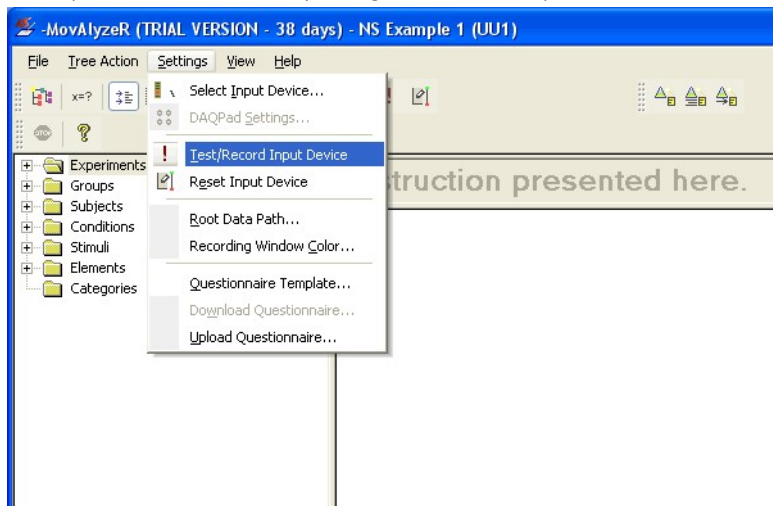 -MovAlyzeR (TRIAL VERSION - 38 days) - NS Example 1 (UU1)
File Tree Action Settings View Help
x=?
STOP
?
Select Input Device...
DAQPad Settings...
Test/Record Input Device
Reset Input Device
Root Data Path...
Recording Window Color...
Questionnaire Template...
Download Questionnaire...
Upload Questionnaire...
Experiments
Groups
Subjects
Conditions
Stimuli
Elements
Categories
truction presented here.